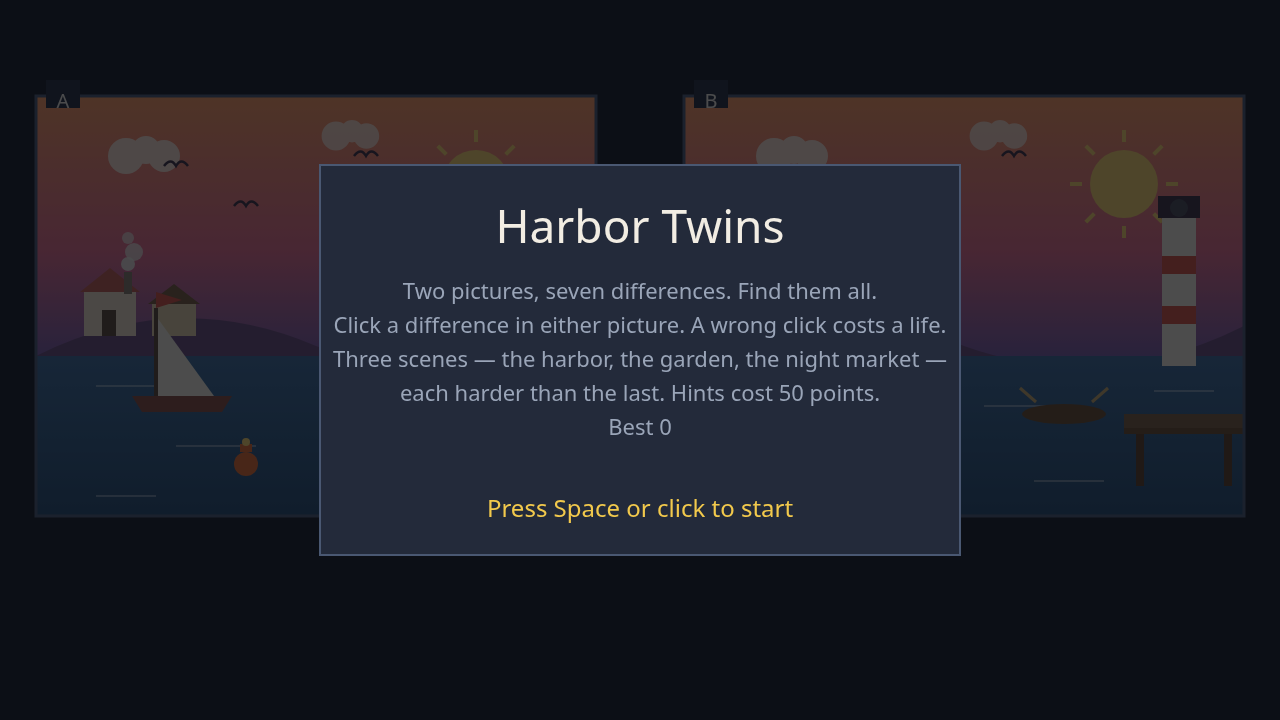 A
B
Harbor Twins
Two pictures, seven differences. Find them all.
Click a difference in either picture. A wrong click costs a life.
Three scenes — the harbor, the garden, the night market —
each harder than the last. Hints cost 50 points.
Best 0
Press Space or click to start